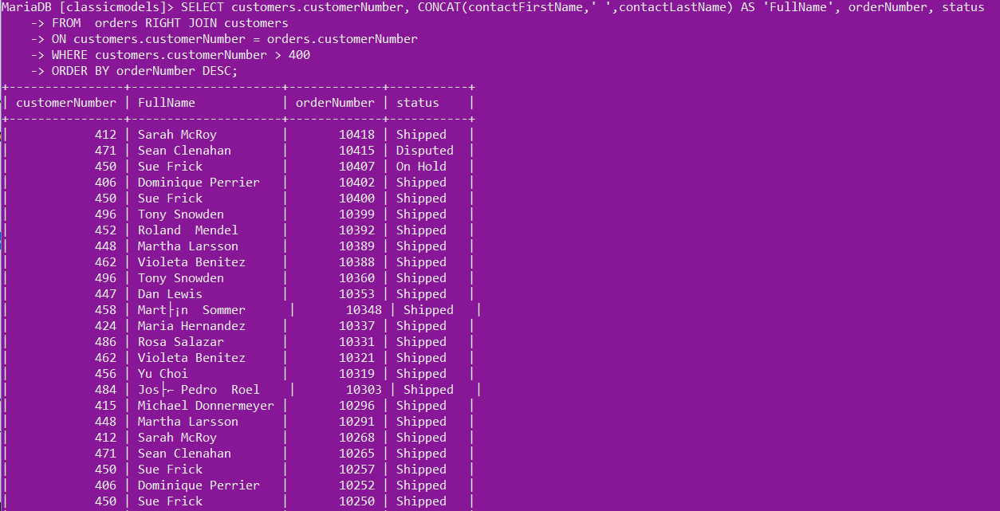 MariaDB [classicmodels]> SELECT customers.customerNumber, CONCAT(contactFirstName,' ',contactLastName) AS 'FullName', orderNumber, status
    -> FROM  orders RIGHT JOIN customers
    -> ON customers.customerNumber = orders.customerNumber
    -> WHERE customers.customerNumber > 400
    -> ORDER BY orderNumber DESC;
+----------------+---------------------+-------------+-----------+
| customerNumber | FullName            | orderNumber | status    |
+----------------+---------------------+-------------+-----------+
|            412 | Sarah McRoy         |       10418 | Shipped   |
|            471 | Sean Clenahan       |       10415 | Disputed  |
|            450 | Sue Frick           |       10407 | On Hold   |
|            406 | Dominique Perrier   |       10402 | Shipped   |
|            450 | Sue Frick           |       10400 | Shipped   |
|            496 | Tony Snowden        |       10399 | Shipped   |
|            452 | Roland  Mendel      |       10392 | Shipped   |
|            448 | Martha Larsson      |       10389 | Shipped   |
|            462 | Violeta Benitez     |       10388 | Shipped   |
|            496 | Tony Snowden        |       10360 | Shipped   |
|            447 | Dan Lewis           |       10353 | Shipped   |
|            458 | Mart├¡n  Sommer      |       10348 | Shipped   |
|            424 | Maria Hernandez     |       10337 | Shipped   |
|            486 | Rosa Salazar        |       10331 | Shipped   |
|            462 | Violeta Benitez     |       10321 | Shipped   |
|            456 | Yu Choi             |       10319 | Shipped   |
|            484 | Jos├⌐ Pedro  Roel    |       10303 | Shipped   |
|            415 | Michael Donnermeyer |       10296 | Shipped   |
|            448 | Martha Larsson      |       10291 | Shipped   |
|            412 | Sarah McRoy         |       10268 | Shipped   |
|            471 | Sean Clenahan       |       10265 | Shipped   |
|            450 | Sue Frick           |       10257 | Shipped   |
|            406 | Dominique Perrier   |       10252 | Shipped   |
|            450 | Sue Frick           |       10250 | Shipped   |